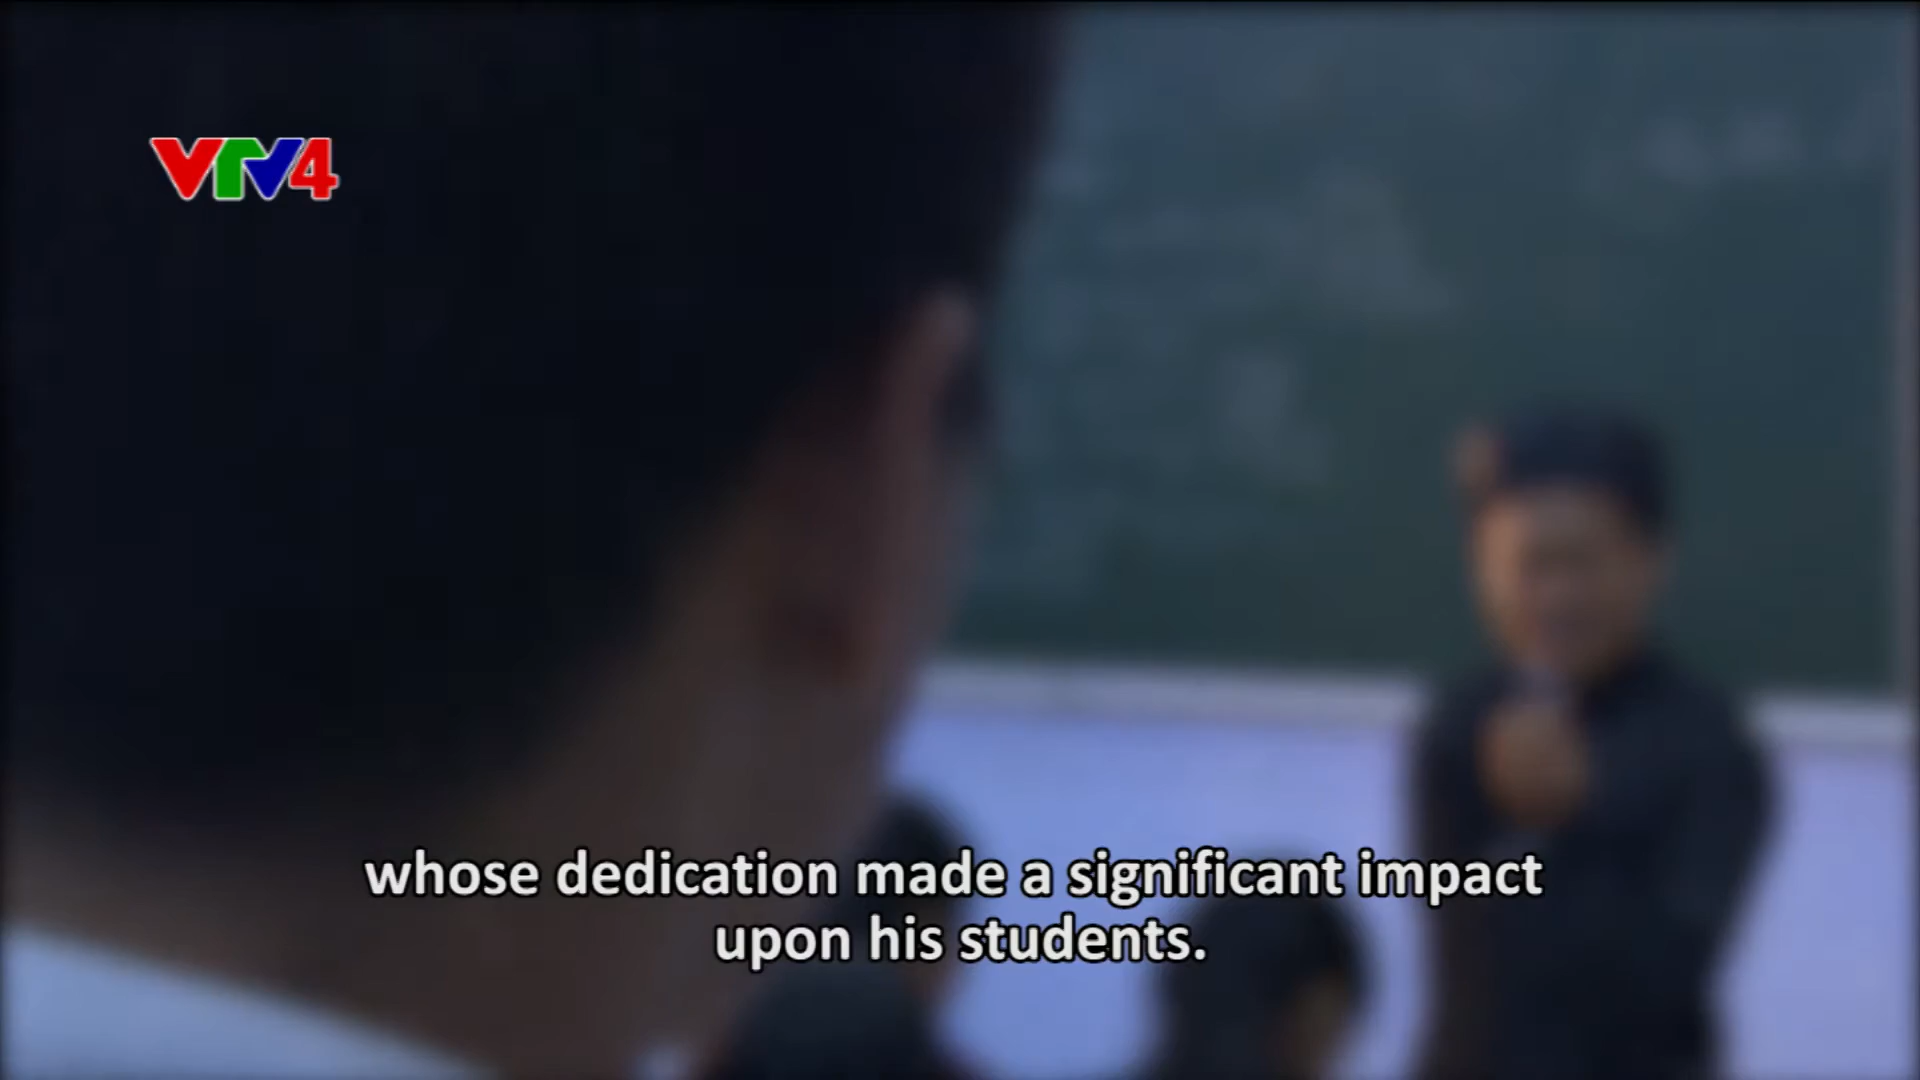 VTV4
whose dedication made a significant impact
upon his students.